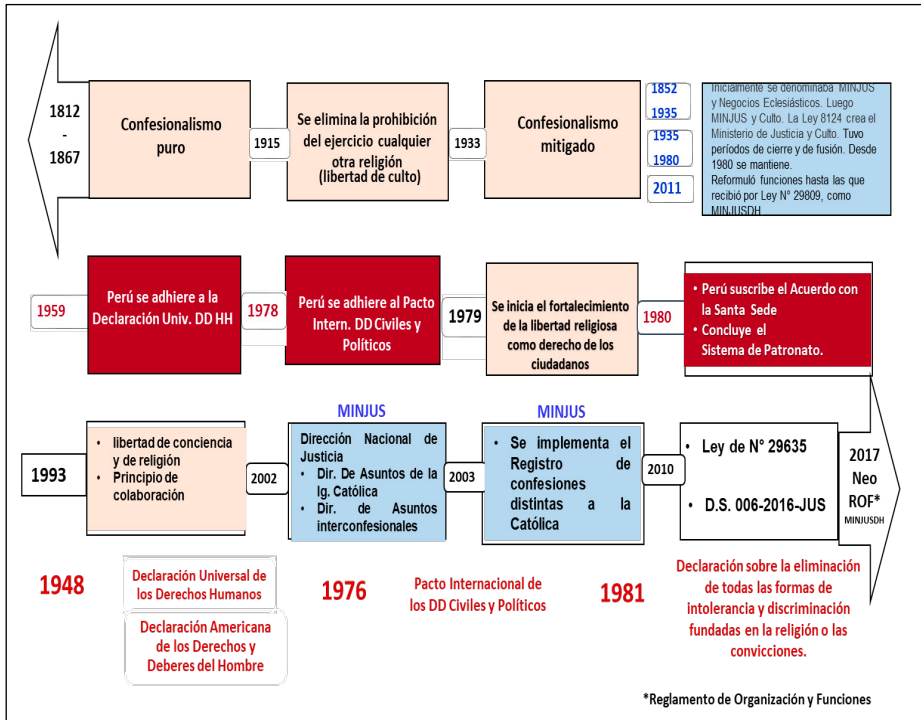 1812
-
1867
Confesionalismo
puro
1915
Se elimina la prohibición
del ejercicio cualquier
otra religión
(libertad de culto)
1933
Confesionalismo
mitigado
1852
1935
1935
1980
2011
Inicialmente se denominaba MINJUS
y Negocios Eclesiásticos. Luego
MINJUS y Culto. La Ley 8124 crea el
Ministerio de Justicia y Culto. Tuvo
períodos de cierre y de fusión. Desde
1980 se mantiene.
Reformuló funciones hasta las que
recibió por Ley N° 29809, como
MINJUSDH
1959
Perú se adhiere a la
Declaración Univ. DD HH
1978
Perú se adhiere al Pacto
Intern. DD Civiles y
Políticos
1979
Se inicia el fortalecimiento
de la libertad religiosa
como derecho de los
ciudadanos
1980
• Perú suscribe el Acuerdo con
la Santa Sede
• Concluye el
Sistema de Patronato.
1993
• libertad de conciencia
y de religión
• Principio de
colaboración
2002
MINJUS
Dirección Nacional de
Justicia
• Dir. De Asuntos de la
Ig. Católica
• Dir. de Asuntos
interconfesionales
2003
MINJUS
• Se implementa el
Registro de
confesiones
distintas a la
Católica
2010
• Ley de N° 29635
• D.S. 006-2016-JUS
2017
Neo
ROF*
MINJUSDH
1948
Declaración Universal de
los Derechos Humanos
Declaración Americana
de los Derechos y
Deberes del Hombre
1976
Pacto Internacional de
los DD Civiles y Políticos
1981
Declaración sobre la eliminación
de todas las formas de
intolerancia y discriminación
fundadas en la religión o las
convicciones.
*Reglamento de Organización y Funciones